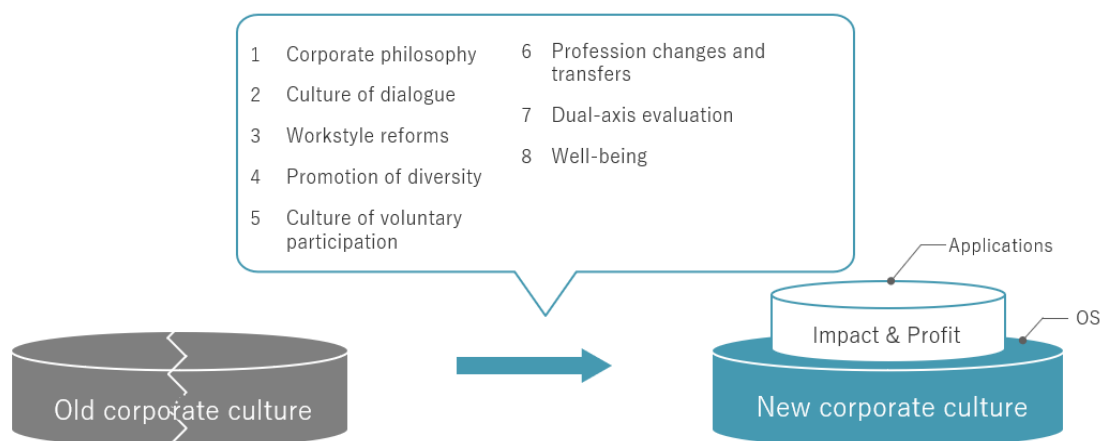 1 Corporate philosophy
2 Culture of dialogue
3 Workstyle reforms
4 Promotion of diversity
5 Culture of voluntary
participation
6 Profession changes and
transfers
7 Dual-axis evaluation
8 Well-being
Applications
OS
Impact & Profit
Old corporate culture
New corporate culture